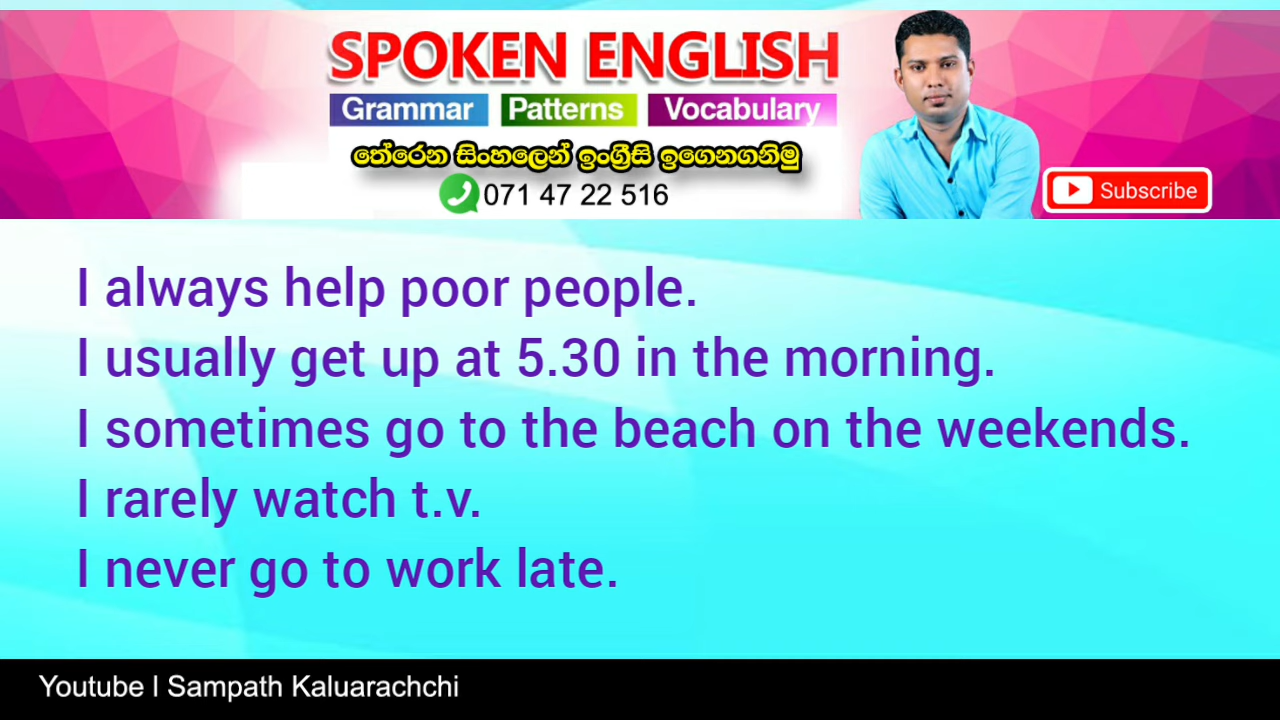 SPOKEN ENGLISH
Grammar Patterns Vocabulary
තේරෙන සිංහලෙන් ඉංග්‍රීසි ඉගෙනගනිමු
071 47 22 516
Subscribe
I always help poor people.
I usually get up at 5.30 in the morning.
I sometimes go to the beach on the weekends.
I rarely watch t.v.
I never go to work late.
Youtube l Sampath Kaluarachchi